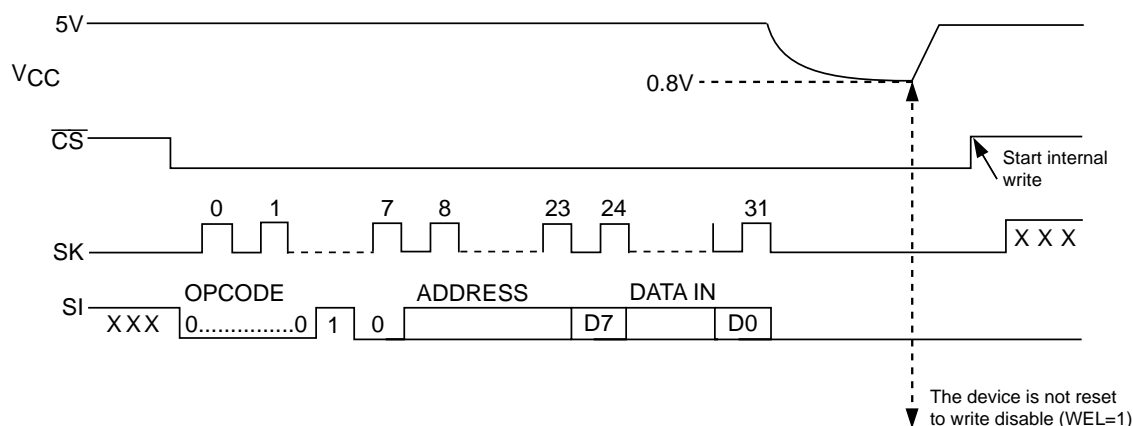 5V
VCC
0.8V
CS
Start internal
write
0 1 7 8 23 24 31
SK
X X X
OPCODE ADDRESS DATA IN
SI
XXX 0...............0 1 0 D7 D0
The device is not reset
to write disable (WEL=1)